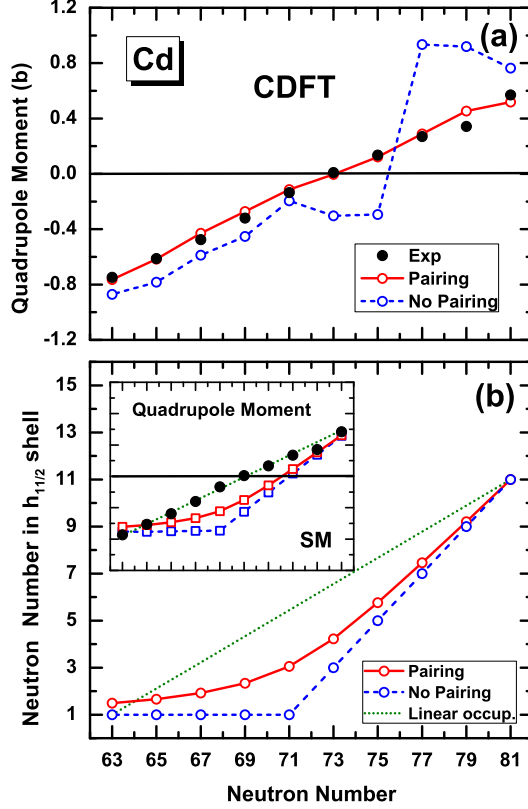 1.2
0.8
0.4
0.0
-0.4
-0.8
-1.2
Quadrupole Moment (b)
Cd
CDFT
(a)
Exp
Pairing
No Pairing
15
13
11
9
7
5
3
1
Neutron Number in h11/2 shell
(b)
Quadrupole Moment
SM
Pairing
No Pairing
Linear occup.
63 65 67 69 71 73 75 77 79 81
Neutron Number